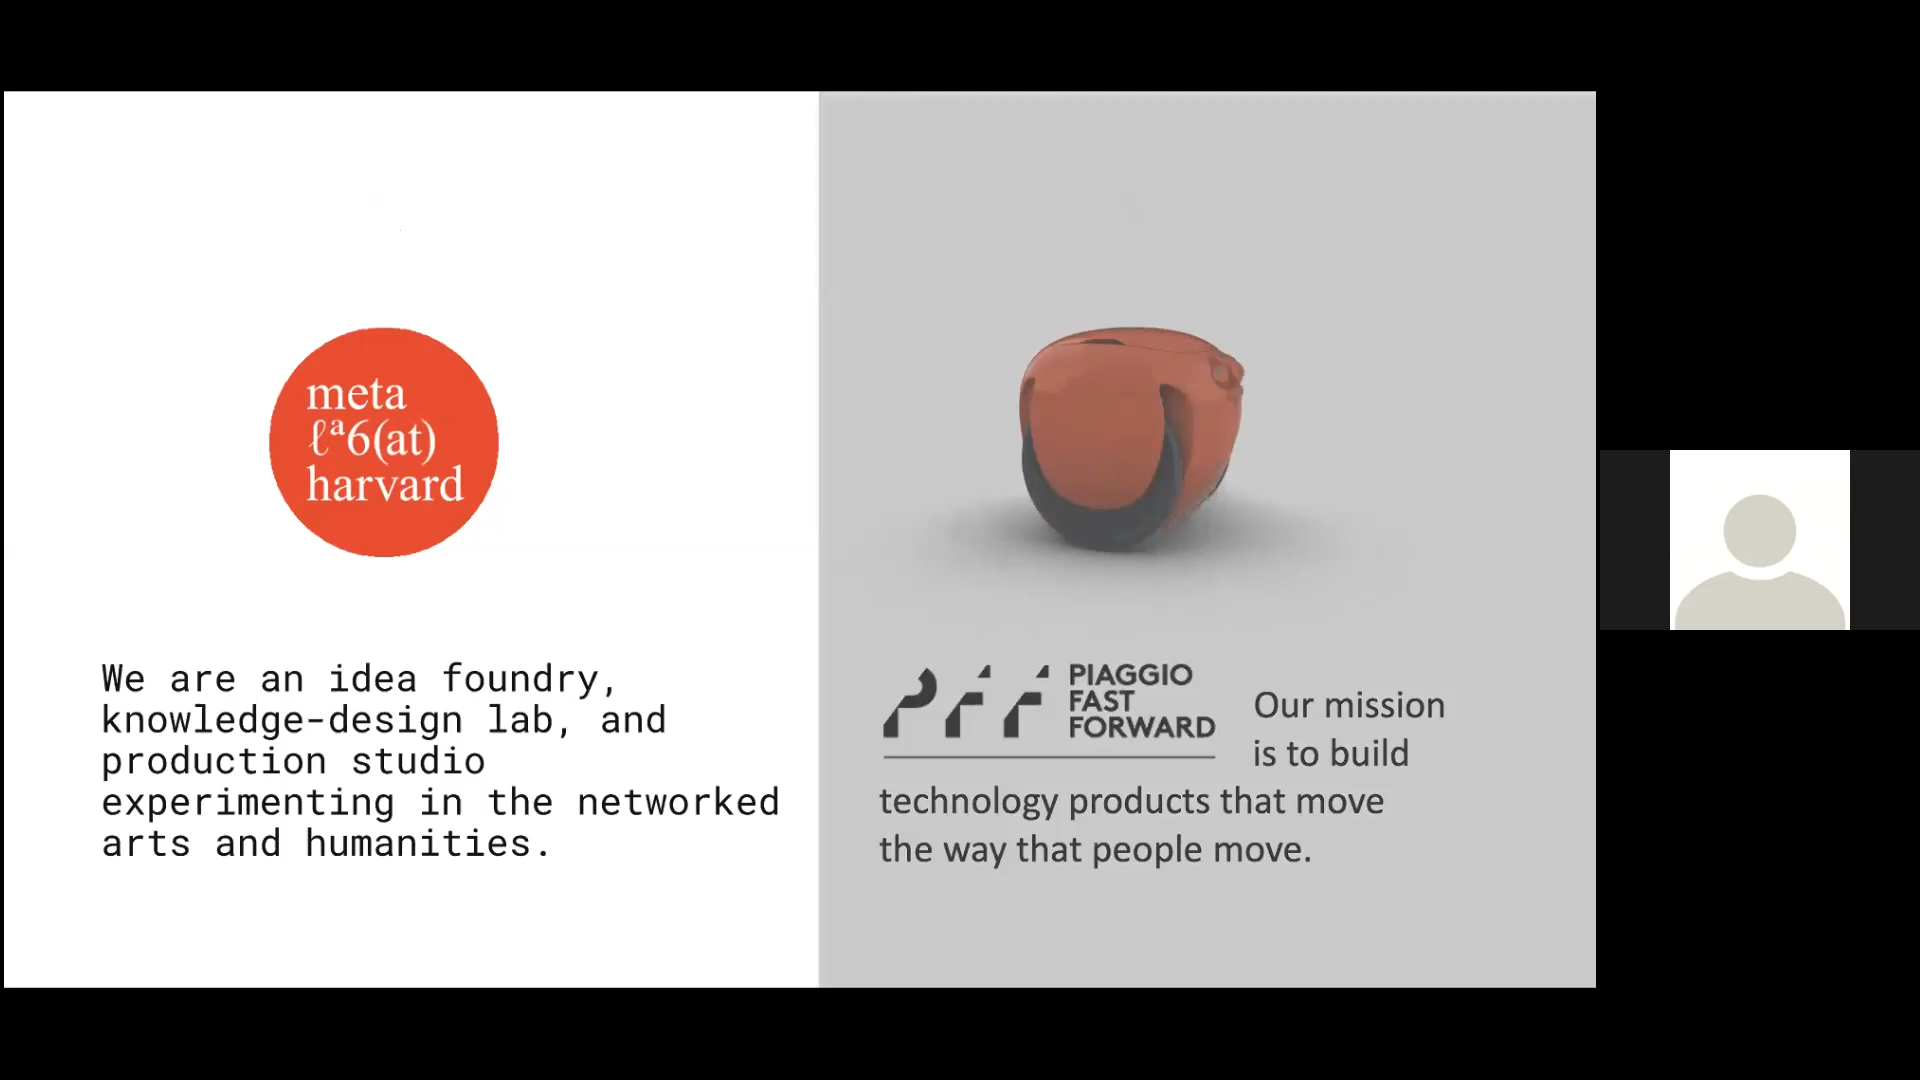 meta
ℓª6(at)
harvard
We are an idea foundry,
knowledge-design lab, and
production studio
experimenting in the networked
arts and humanities.
PFF
PIAGGIO
FAST
FORWARD
Our mission
is to build
technology products that move
the way that people move.